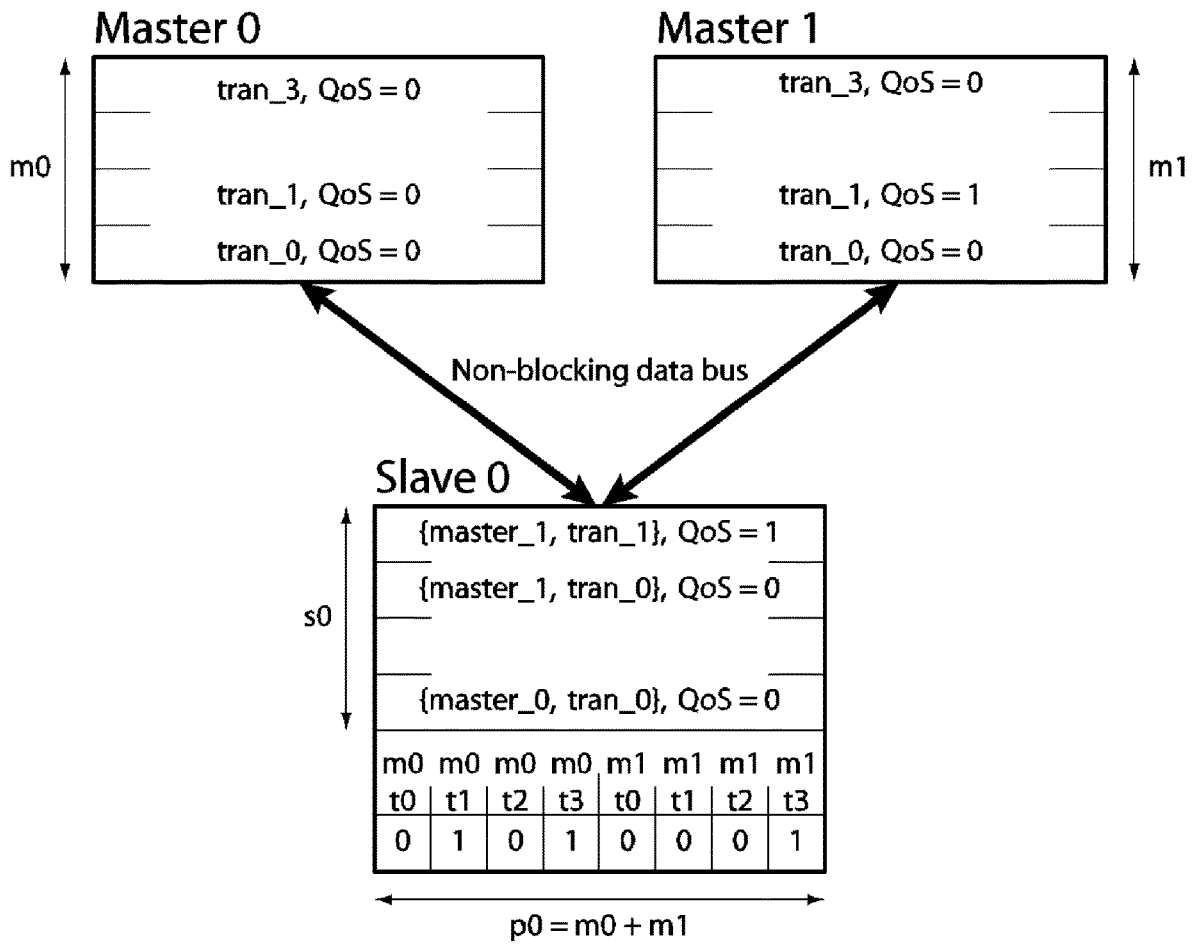 Master 0
Master 1
tran_3, QoS = 0
tran_1, QoS = 0
tran_0, QoS = 0
m0
tran_3, QoS = 0
tran_1, QoS = 1
tran_0, QoS = 0
m1
Non-blocking data bus
Slave 0
{master_1, tran_1}, QoS = 1
{master_1, tran_0}, QoS = 0
{master_0, tran_0}, QoS = 0
s0
m0 m0 m0 m0 m1 m1 m1 m1
t0 t1 t2 t3 t0 t1 t2 t3
0 1 0 1 0 0 0 1
p0 = m0 + m1